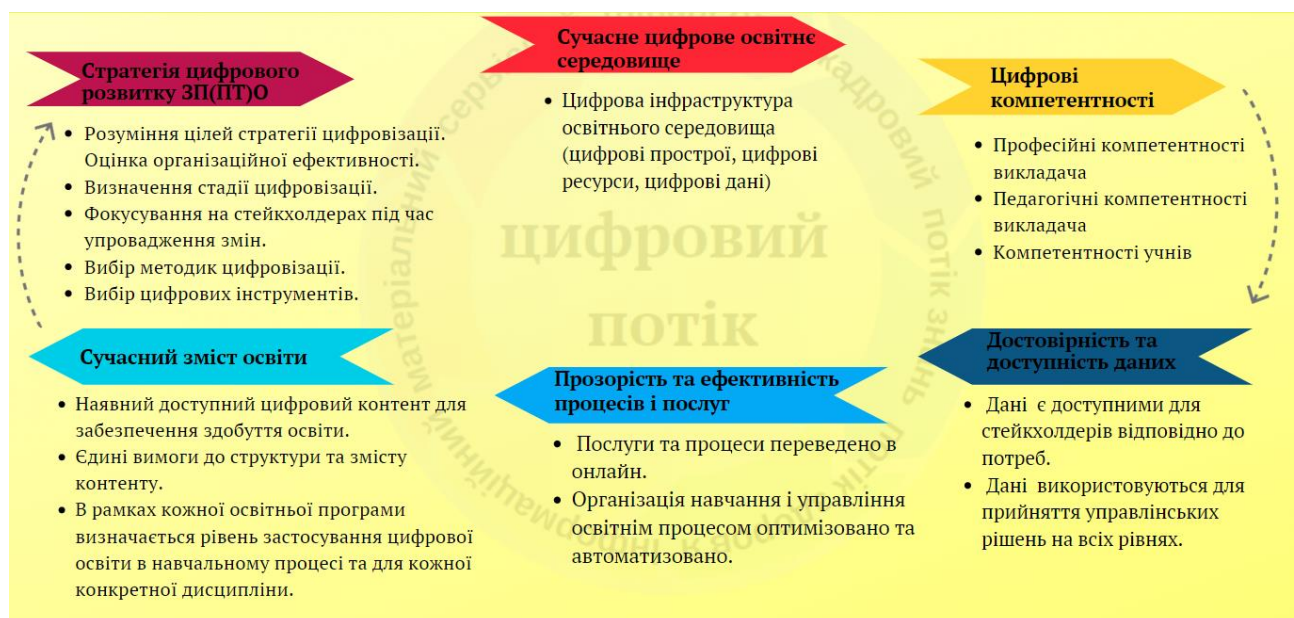 Стратегія цифрового
розвитку ЗП(ПТ)О
• Розуміння цілей стратегії цифровізації.
Оцінка організаційної ефективності.
• Визначення стадії цифровізації.
• Фокусування на стейкхолдерах під час
упровадження змін.
• Вибір методик цифровізації.
• Вибір цифрових інструментів.
Сучасне цифрове освітнє
середовище
• Цифрова інфраструктура
освітнього середовища
(цифрові прострої, цифрові
ресурси, цифрові дані)
Цифрові
компетентності
• Професійні компетентності
викладача
• Педагогічні компетентності
викладача
• Компетентності учнів
цифровий
потік
Сучасний зміст освіти
• Наявний доступний цифровий контент для
забезпечення здобуття освіти.
• Єдині вимоги до структури та змісту
контенту.
• В рамках кожної освітньої програми
визначається рівень застосування цифрової
освіти в навчальному процесі та для кожної
конкретної дисципліни.
Прозорість та ефективність
процесів і послуг
• Послуги та процеси переведено в
онлайн.
• Організація навчання і управління
освітнім процесом оптимізовано та
автоматизовано.
Достовірність та
доступність даних
• Дані є доступними для
стейкхолдерів відповідно до
потреб.
• Дані використовуються для
прийняття управлінських
рішень на всіх рівнях.
матеріальний
кадровий потік знань
інформаційний